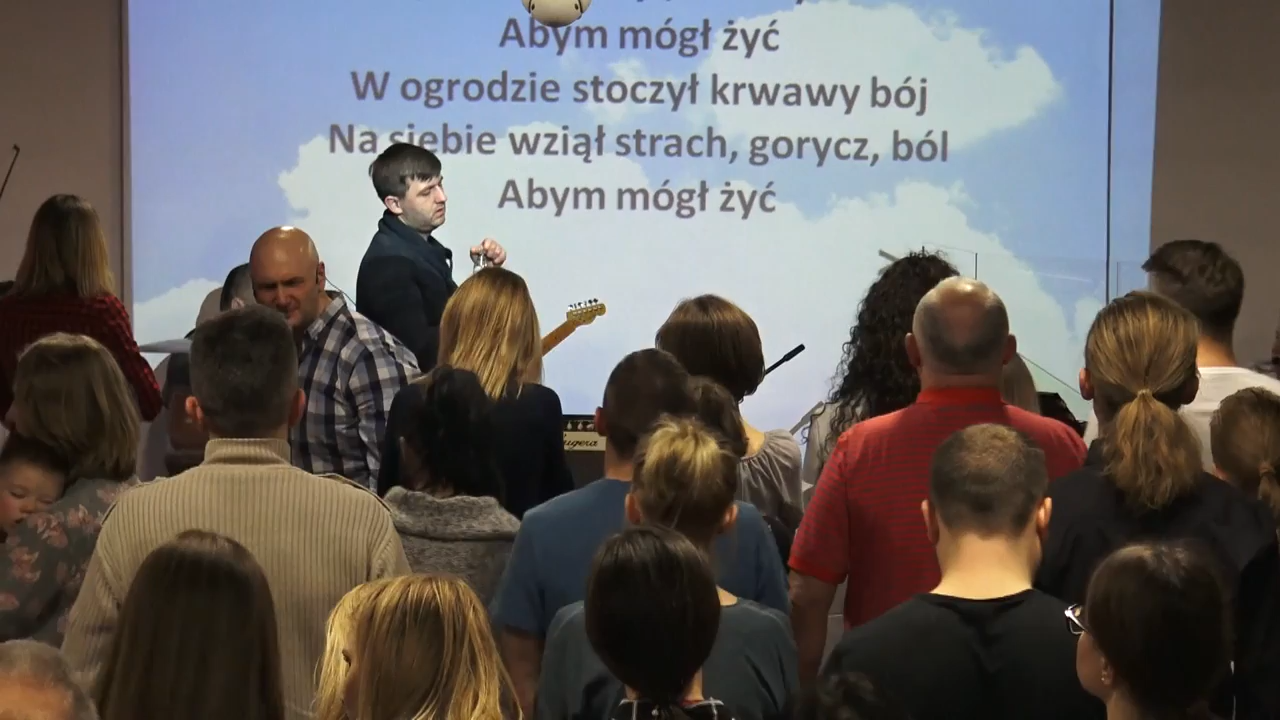 Abym mógł żyć
W ogrodzie stoczył krwawy bój
Na siebie wziął strach, gorycz, ból
Abym mógł żyć